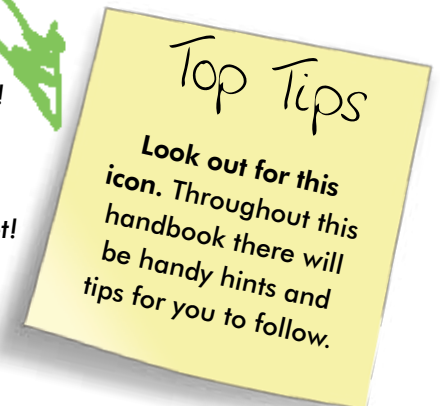 !
t!
Top Tips
Look out for this
icon. Throughout this
handbook there will
be handy hints and
tips for you to follow.